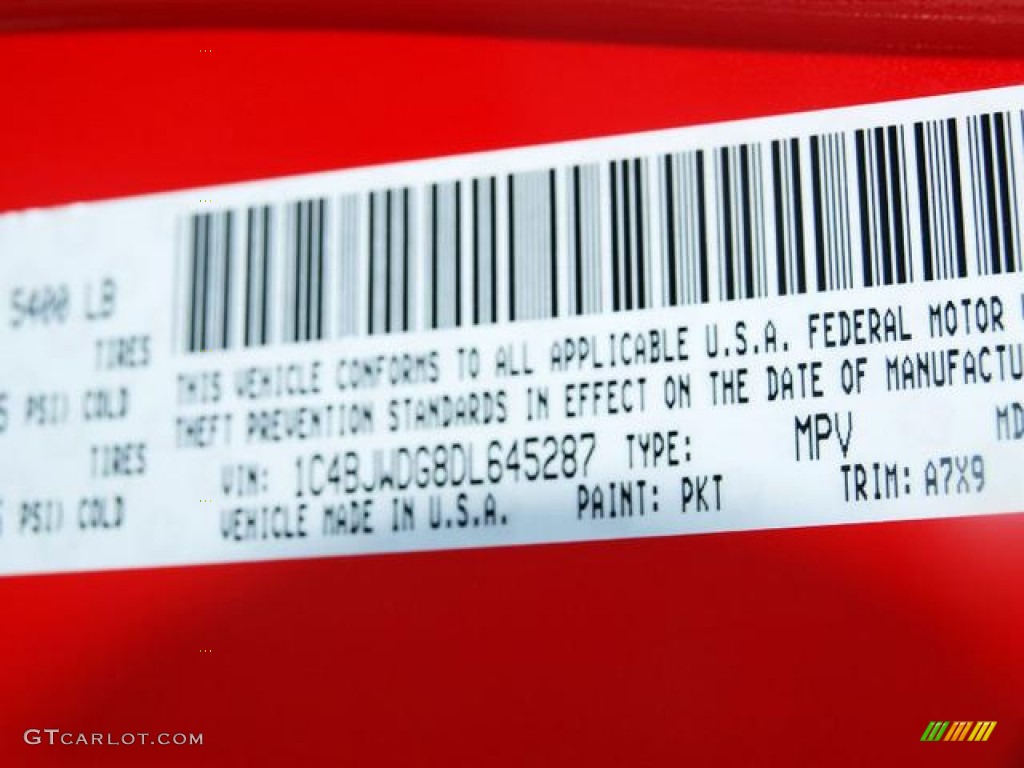 5400 LB
TIRES
PSI) COLD
TIRES
PSI) COLD
THIS VEHICLE CONFORMS TO ALL APPLICABLE U.S.A. FEDERAL MOTOR
THEFT PREVENTION STANDARDS IN EFFECT ON THE DATE OF MANUFACTU
VIN: 1C4BJWDG8DL645287 TYPE: MPV MD
VEHICLE MADE IN U.S.A. PAINT: PKT TRIM: A7X9
GTCARLOT.COM